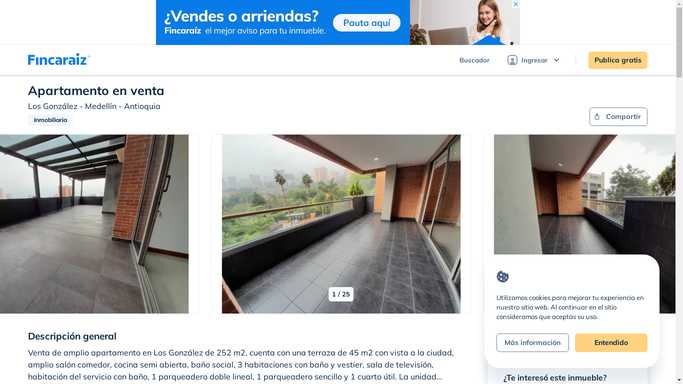 ¿Vendes o arriendas?
Fincaraíz el mejor aviso para tu inmueble.
Pauta aquí
Fincaraíz
Buscador
Ingresar
Publica gratis
Apartamento en venta
Los González - Medellín - Antioquia
Inmobiliaria
Compartir
1 / 25
Utilizamos cookies para mejorar tu experiencia en
nuestro sitio web. Al continuar en el sitio
consideramos que aceptas su uso.
Más información
Entendido
Descripción general
Venta de amplio apartamento en Los González de 252 m2, cuenta con una terraza de 45 m2 con vista a la ciudad,
amplio salón comedor, cocina semi abierta, baño social, 3 habitaciones con baño y vestier, sala de televisión,
habitación del servicio con baño, 1 parqueadero doble lineal, 1 parqueadero sencillo y 1 cuarto útil. La unidad...
¿Te interesó este inmueble?